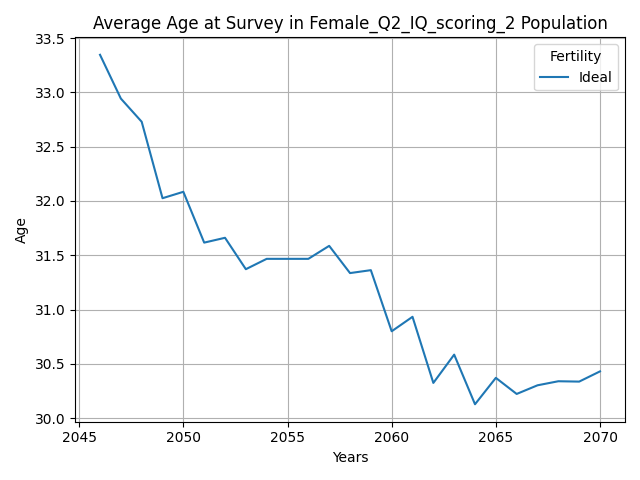 Average Age at Survey in Female_Q2_IQ_scoring_2 Population
Fertility
Ideal
33.5
33.0
32.5
32.0
31.5
31.0
30.5
30.0
Age
2045
2050
2055
2060
2065
2070
Years